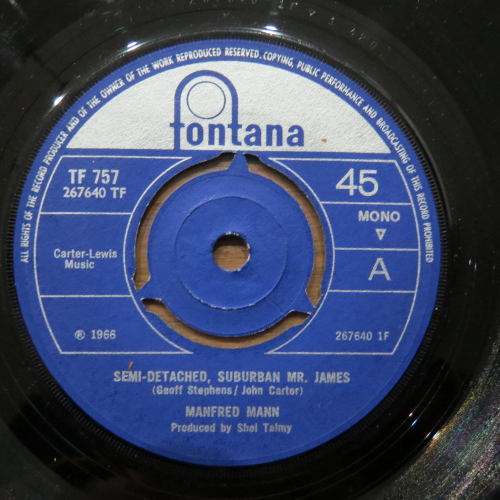 ALL RIGHTS OF THE RECORD PRODUCER AND OF THE OWNER OF THE WORK REPRODUCED RESERVED. COPYING, PUBLIC PERFORMANCE AND BROADCASTING OF THIS RECORD PROHIBITED
fontana
TF 757
267640 TF
45
MONO
A
Carter-Lewis
Music
℗ 1966
267640 1F
SEMI-DETACHED, SUBURBAN MR. JAMES
(Geoff Stephens / John Carter)
MANFRED MANN
Produced by Shel Talmy